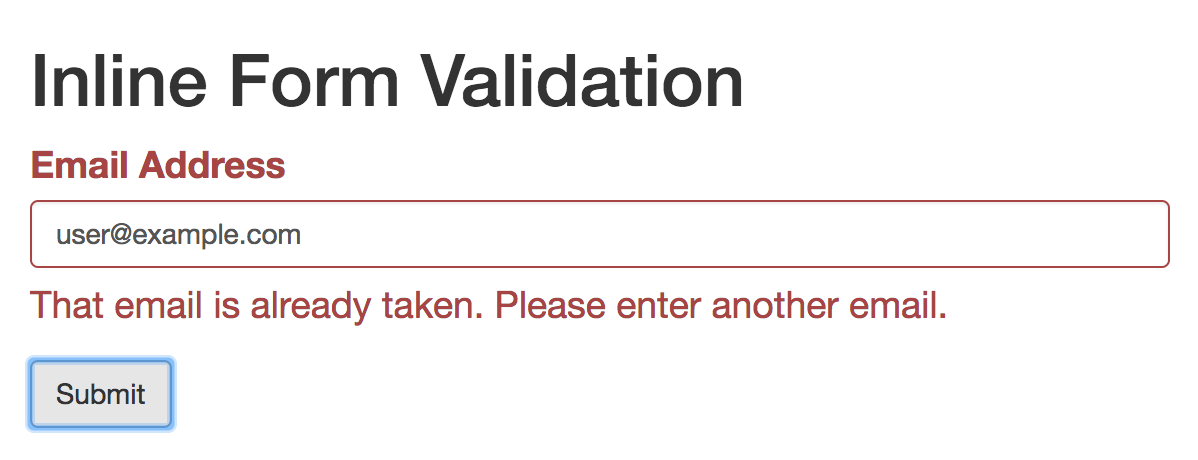 Inline Form Validation
Email Address
user@example.com
That email is already taken. Please enter another email.
Submit